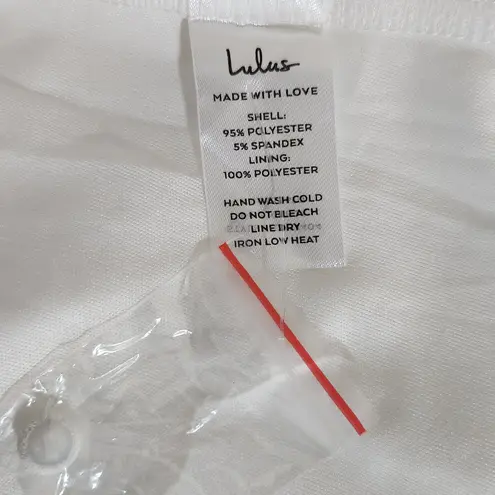 Lulus
MADE WITH LOVE
SHELL:
95% POLYESTER
5% SPANDEX
LINING:
100% POLYESTER
HAND WASH COLD
DO NOT BLEACH
LINE DRY
IRON LOW HEAT